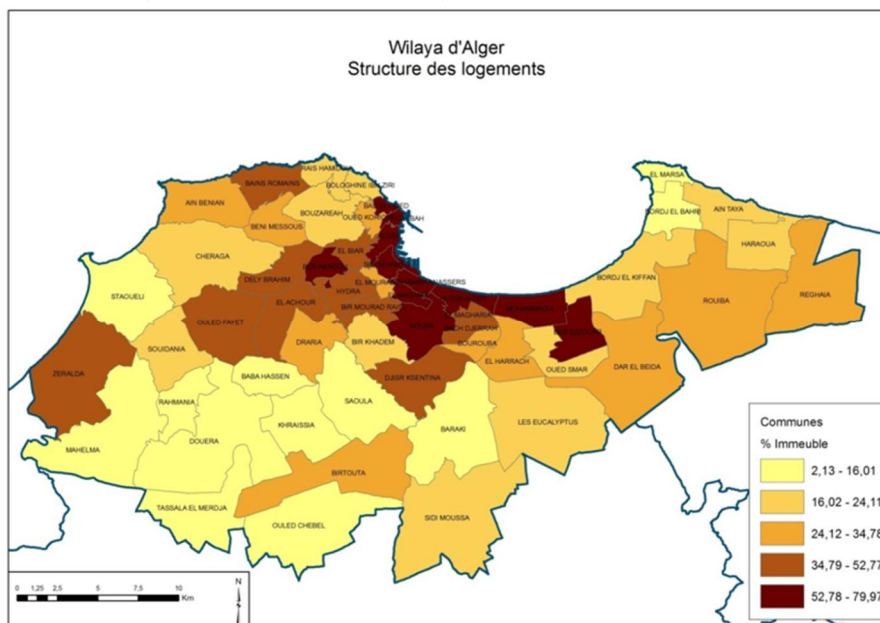 Wilaya d'Alger
Structure des logements
EL MARSA
BAINS ROMAINS
BOLOGHINE IBN ZIRI
AIN BENIAN
BOUZAREAH
BORDJ EL BAHRI
AIN TAYA
BENI MESSOUS
HARAOUA
CHERAGA
EL BIAR
BORDJ EL KIFFAN
DELY BRAHIM
HYDRA
STAOUELI
EL ACHOUR
BIR MOURAD RAIS
ROUIBA
REGHAIA
OULED FAYET
DRARIA
BIR KHADEM
BOUROUBA
SOUIDANIA
EL HARRACH
OUED SMAR
DAR EL BEIDA
ZERALDA
BABA HASSEN
DJISR KSENTINA
RAHMANIA
SAOULA
KHRAISSIA
LES EUCALYPTUS
DOUERA
BARAKI
MAHELMA
BIRTOUTA
TASSALA EL MERDJA
SIDI MOUSSA
OULED CHEBEL
Communes
% Immeuble
2,13 - 16,01
16,02 - 24,11
24,12 - 34,78
34,79 - 52,77
52,78 - 79,97
0 1,25 2,5 5 7,5 10
Km
N